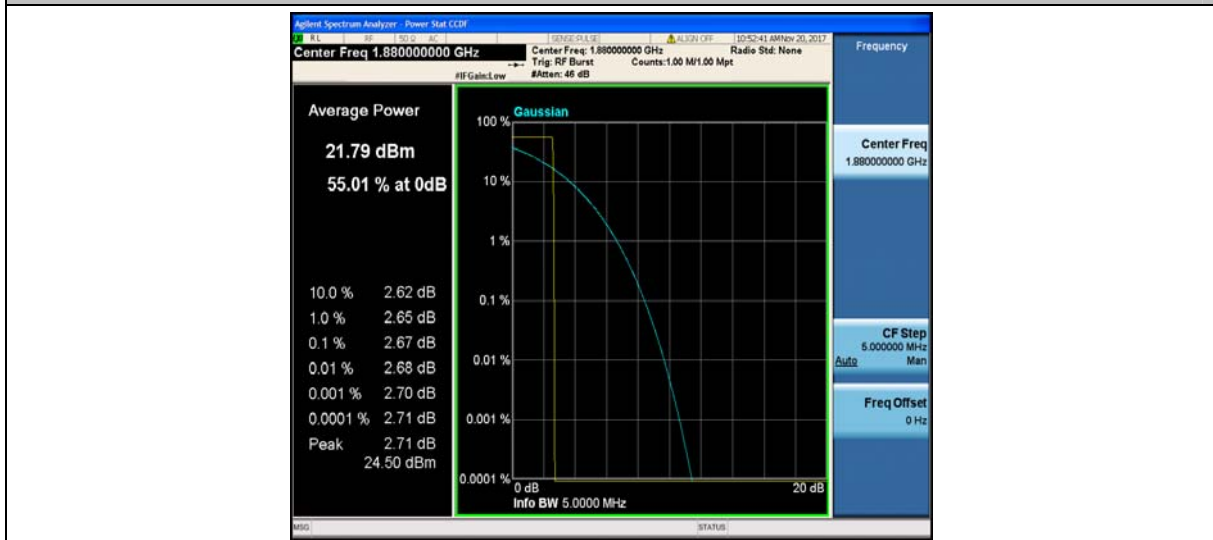 Agilent Spectrum Analyzer - Power Stat CCDF
RL RF 50 Ω AC SENSE:PULSE ALIGN OFF 10:52:41 AM Nov 20, 2017
Center Freq 1.880000000 GHz
Center Freq: 1.880000000 GHz Radio Std: None
Trig: RF Burst Counts:1.00 M/1.00 Mpt
#IFGain:Low #Atten: 46 dB
Frequency
Average Power
21.79 dBm
55.01 % at 0dB
10.0 % 2.62 dB
1.0 % 2.65 dB
0.1 % 2.67 dB
0.01 % 2.68 dB
0.001 % 2.70 dB
0.0001 % 2.71 dB
Peak 2.71 dB
24.50 dBm
Gaussian
100 %
10 %
1 %
0.1 %
0.01 %
0.001 %
0.0001 %
0 dB 20 dB
Info BW 5.0000 MHz
Center Freq
1.880000000 GHz
CF Step
5.000000 MHz
Auto Man
Freq Offset
0 Hz
MSG STATUS